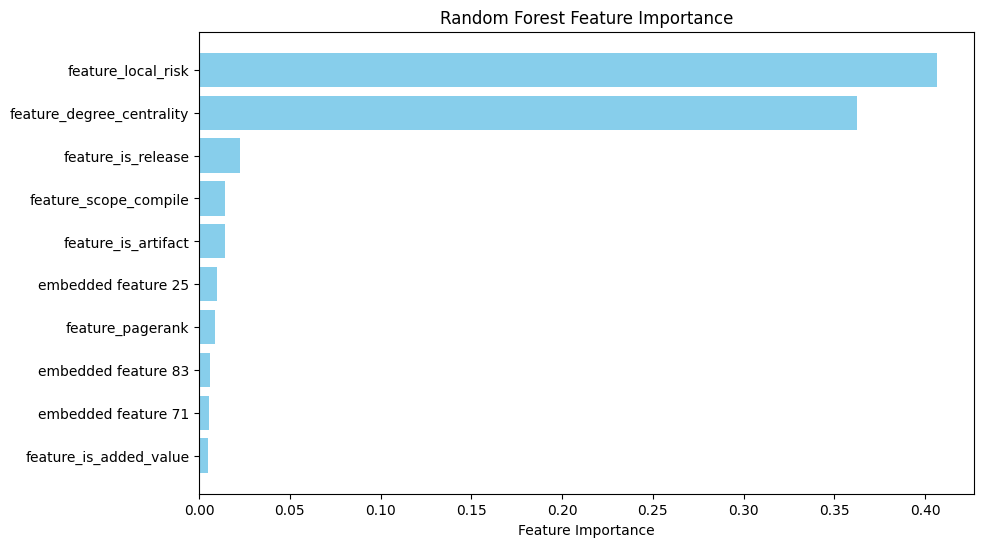 Random Forest Feature Importance
feature_local_risk
feature_degree_centrality
feature_is_release
feature_scope_compile
feature_is_artifact
embedded feature 25
feature_pagerank
embedded feature 83
embedded feature 71
feature_is_added_value
0.00 0.05 0.10 0.15 0.20 0.25 0.30 0.35 0.40
Feature Importance